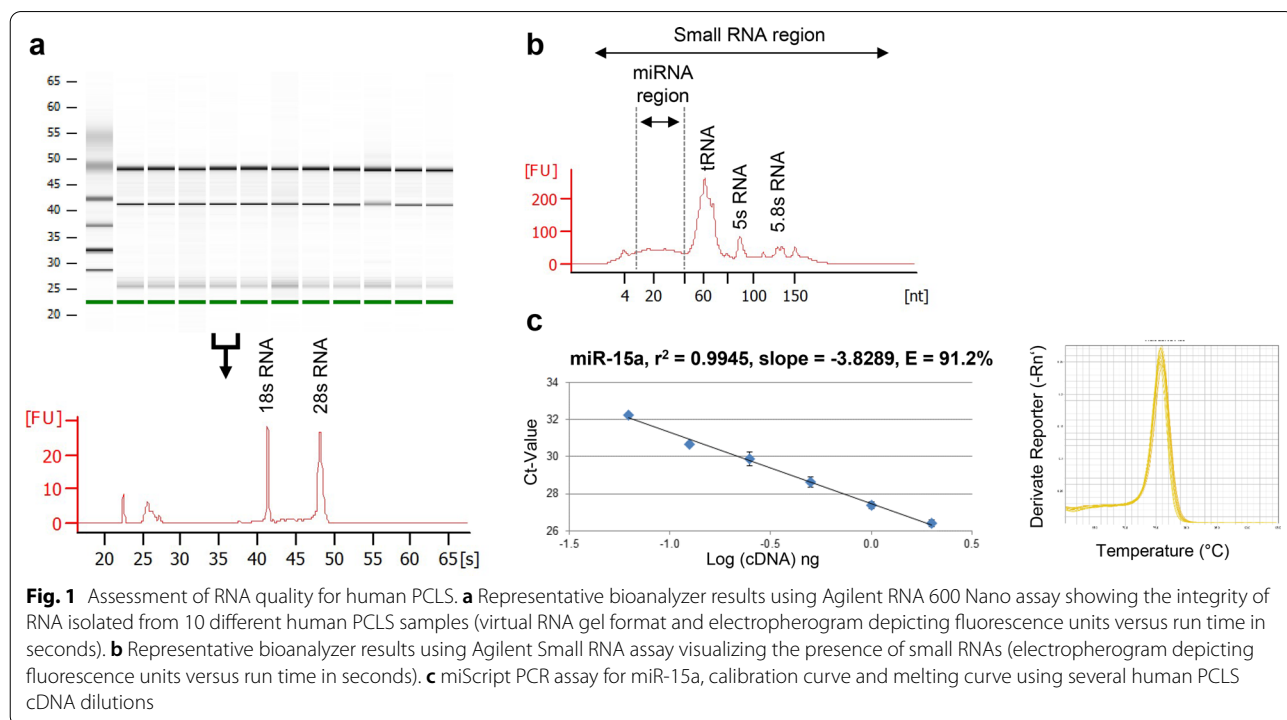 a
65
60
55
50
45
40
35
30
25
20
18s RNA
28s RNA
[FU]
20
10
0
20 25 30 35 40 45 50 55 60 65 [s]
b
Small RNA region
miRNA
region
tRNA
5s RNA
5.8s RNA
[FU]
200
100
0
4 20 60 100 150 [nt]
c
miR-15a, r² = 0.9945, slope = -3.8289, E = 91.2%
34
32
30
28
26
Ct-Value
-1.5 -1.0 -0.5 0.0 0.5
Log (cDNA) ng
Derivate Reporter (-Rn')
Temperature (°C)
Fig. 1 Assessment of RNA quality for human PCLS. a Representative bioanalyzer results using Agilent RNA 600 Nano assay showing the integrity of
RNA isolated from 10 different human PCLS samples (virtual RNA gel format and electropherogram depicting fluorescence units versus run time in
seconds). b Representative bioanalyzer results using Agilent Small RNA assay visualizing the presence of small RNAs (electropherogram depicting
fluorescence units versus run time in seconds). c miScript PCR assay for miR-15a, calibration curve and melting curve using several human PCLS
cDNA dilutions